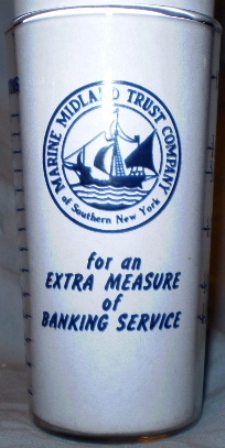 MARINE MIDLAND TRUST COMPANY
of Southern New York
for an
EXTRA MEASURE
of
BANKING SERVICE